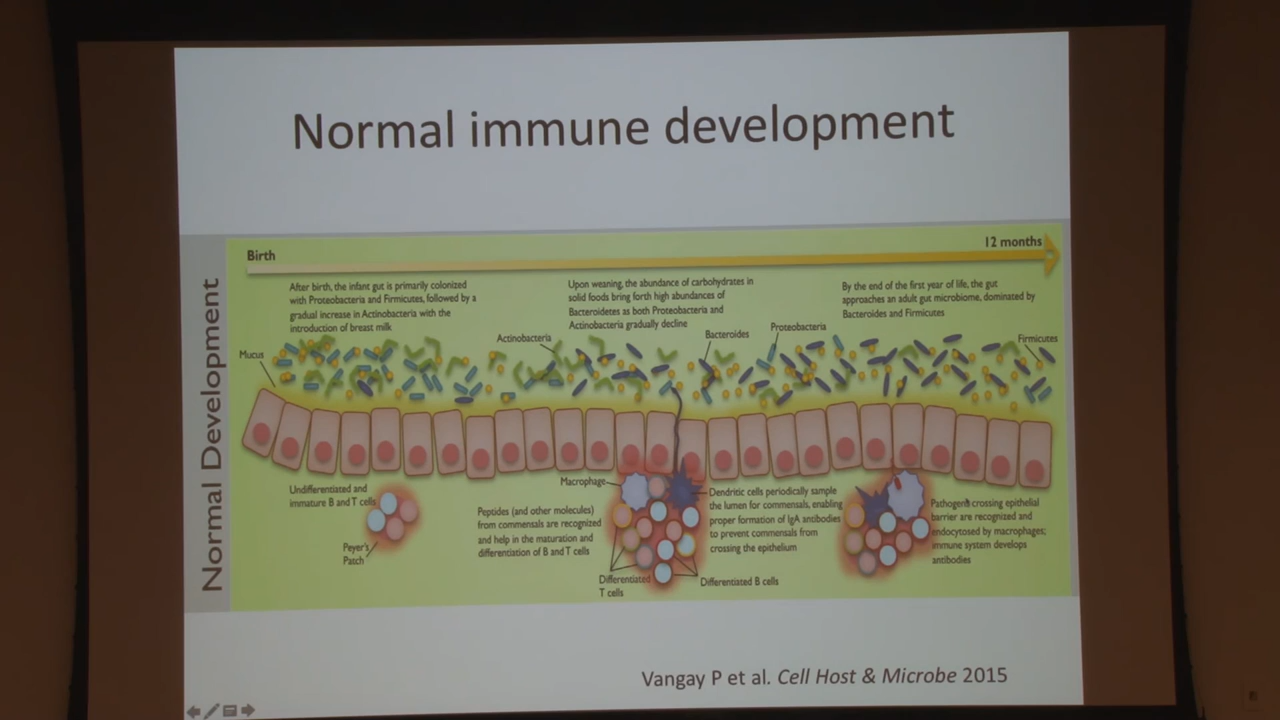 Normal immune development
Normal Development
Birth
12 months
After birth, the infant gut is primarily colonized
with Proteobacteria and Firmicutes, followed by a
gradual increase in Actinobacteria with the
introduction of breast milk
Upon weaning, the abundance of carbohydrates in
solid foods bring forth high abundances of
Bacteroidetes as both Proteobacteria and
Actinobacteria gradually decline
By the end of the first year of life, the gut
approaches an adult gut microbiome, dominated by
Bacteroides and Firmicutes
Mucus
Actinobacteria
Bacteroides
Proteobacteria
Firmicutes
Undifferentiated and
immature B and T cells
Peyer's
Patch
Macrophage
Peptides (and other molecules)
from commensals are recognized
and help in the maturation and
differentiation of B and T cells
Differentiated
T cells
Dendritic cells periodically sample
the lumen for commensals, enabling
proper formation of IgA antibodies
to prevent commensals from
crossing the epithelium
Differentiated B cells
Pathogens crossing epithelial
barrier are recognized and
endocytosed by macrophages;
immune system develops
antibodies
Vangay P et al. Cell Host & Microbe 2015